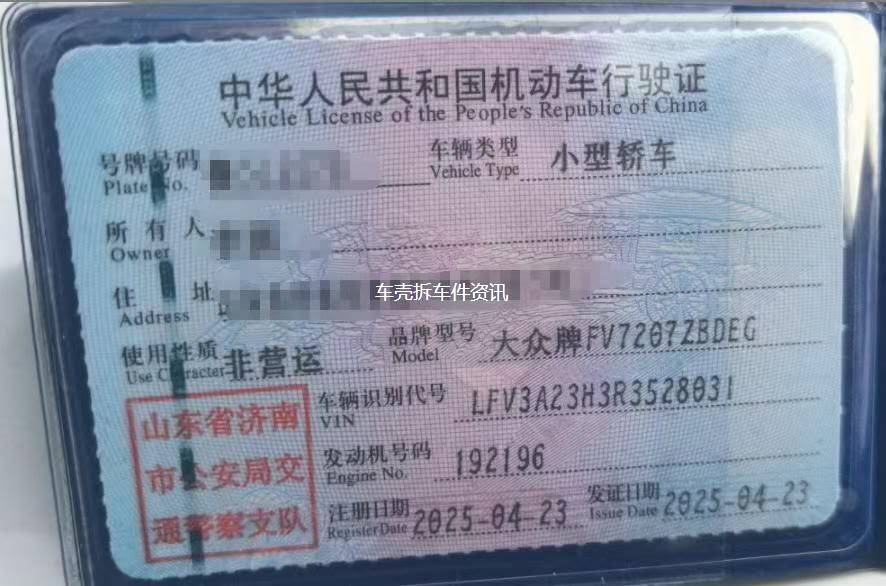 中华人民共和国机动车行驶证
Vehicle License of the People's Republic of China
号牌号码
Plate No.
车辆类型 小型轿车
Vehicle Type
所有人
Owner
住址
Address
车壳拆车件资讯
使用性质 非营运
Use Character
品牌型号 大众牌FV7207ZBDEG
Model
车辆识别代号 LFV3A23H3R3528031
VIN
发动机号码 192196
Engine No.
注册日期 2025-04-23
Register Date
发证日期 2025-04-23
Issue Date
山东省济南
市公安局交
通警察支队